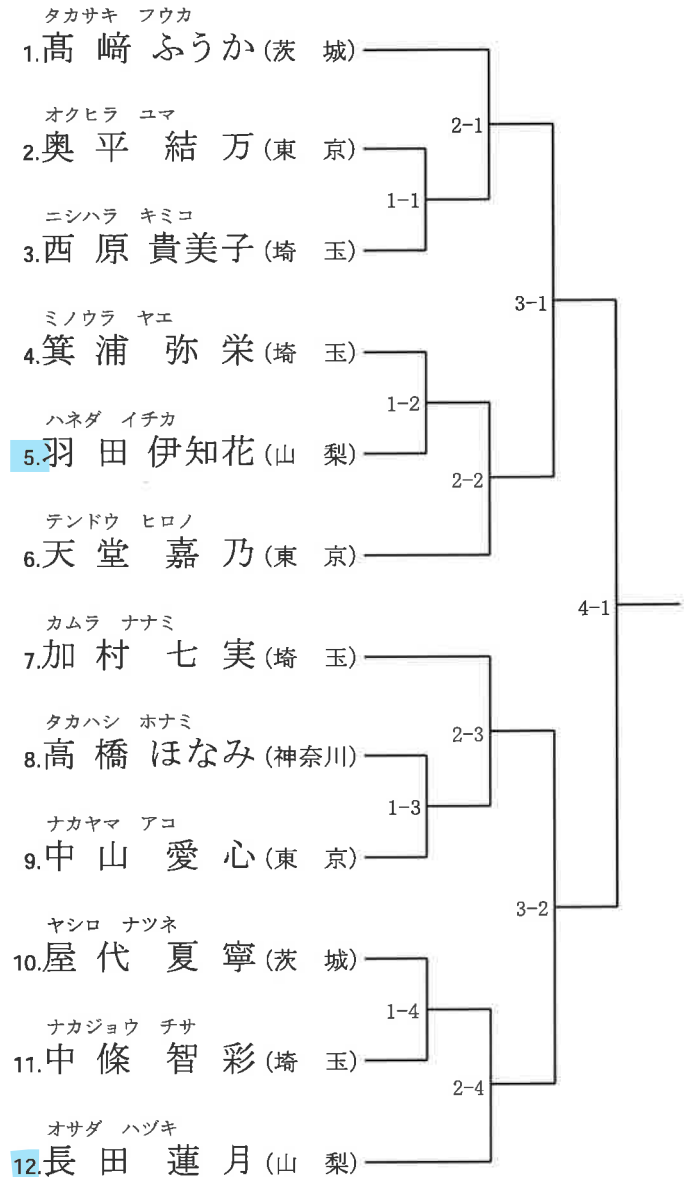 タカサキ フウカ
1.髙 﨑 ふうか(茨 城)
オクヒラ ユマ
2.奥 平 結 万(東 京)
2-1
1-1
ニシハラ キミコ
3.西 原 貴美子(埼 玉)
3-1
ミノウラ ヤエ
4.箕 浦 弥 栄(埼 玉)
1-2
ハネダ イチカ
5.羽 田 伊知花(山 梨)
2-2
テンドウ ヒロノ
6.天 堂 嘉 乃(東 京)
4-1
カムラ ナナミ
7.加 村 七 実(埼 玉)
タカハシ ホナミ
8.高 橋 ほなみ(神奈川)
2-3
1-3
ナカヤマ アコ
9.中 山 愛 心(東 京)
3-2
ヤシロ ナツネ
10.屋 代 夏 寧(茨 城)
1-4
ナカジョウ チサ
11.中 條 智 彩(埼 玉)
2-4
オサダ ハヅキ
12.長 田 蓮 月(山 梨)